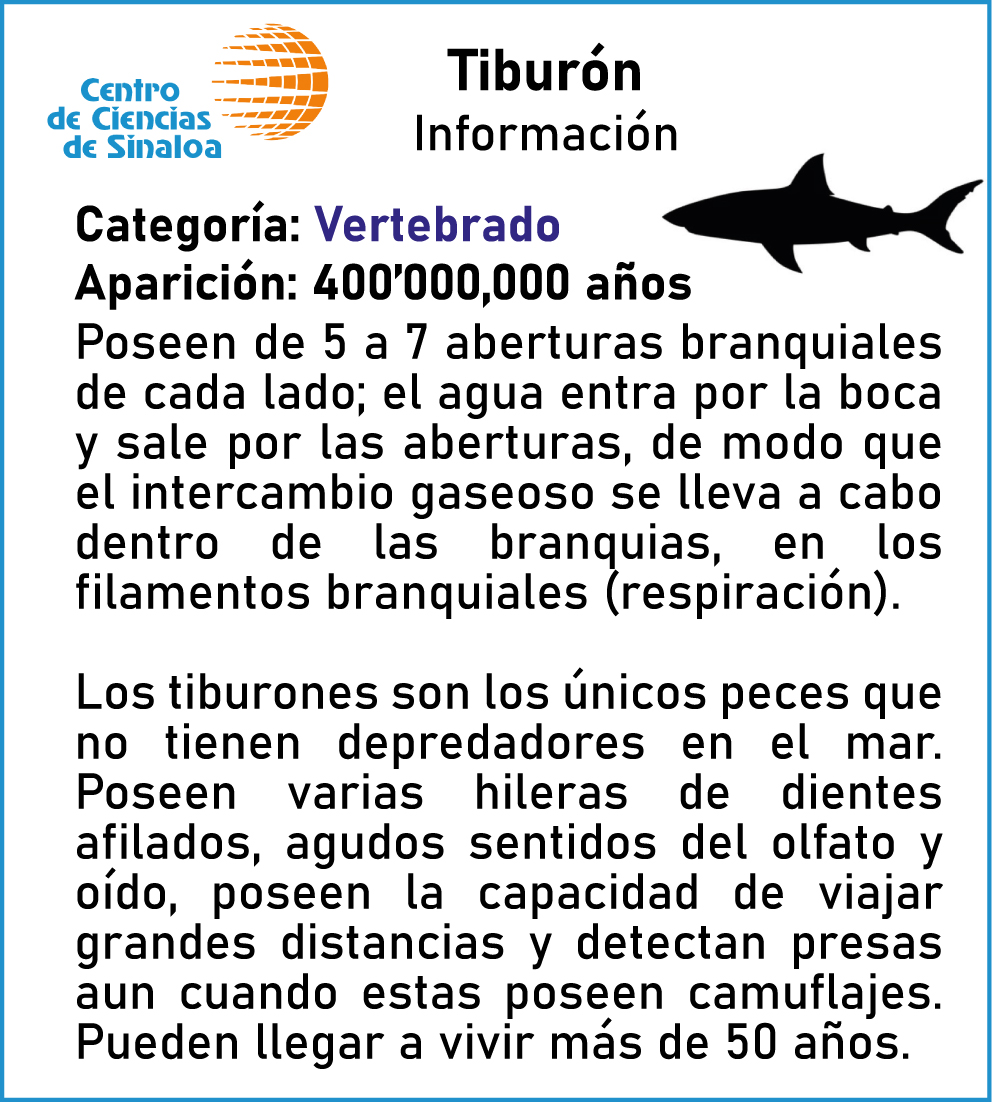 Centro
de Ciencias
de Sinaloa
Tiburón
Información
Categoría: Vertebrado
Aparición: 400’000,000 años
Poseen de 5 a 7 aberturas branquiales
de cada lado; el agua entra por la boca
y sale por las aberturas, de modo que
el intercambio gaseoso se lleva a cabo
dentro de las branquias, en los
filamentos branquiales (respiración).
Los tiburones son los únicos peces que
no tienen depredadores en el mar.
Poseen varias hileras de dientes
afilados, agudos sentidos del olfato y
oído, poseen la capacidad de viajar
grandes distancias y detectan presas
aun cuando estas poseen camuflajes.
Pueden llegar a vivir más de 50 años.